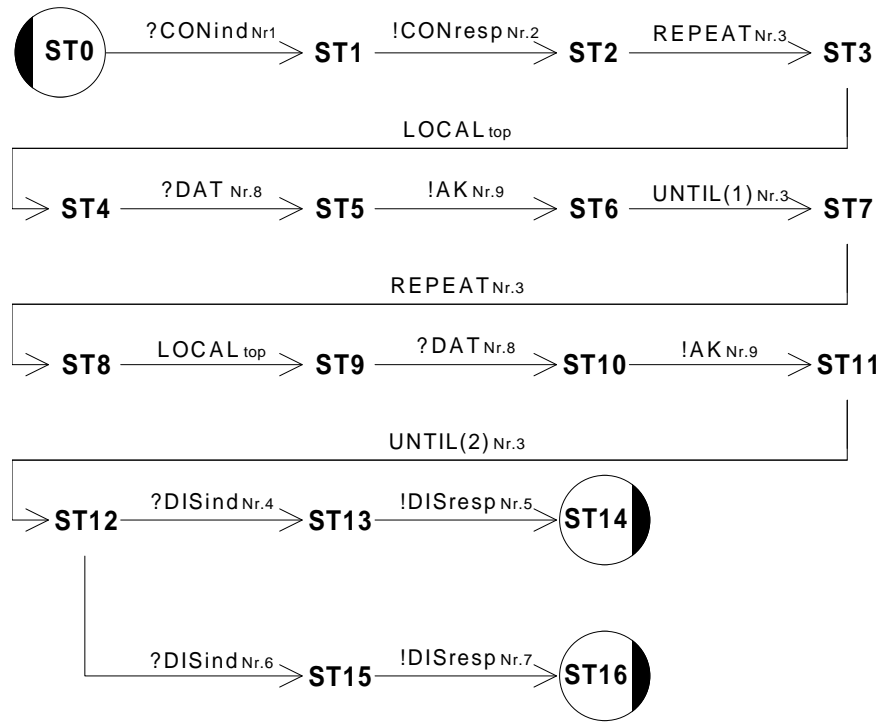 ST0 ?CONind Nr1 ST1 !CONresp Nr.2 ST2 REPEAT Nr.3 ST3
LOCAL top
ST4 ?DAT Nr.8 ST5 !AK Nr.9 ST6 UNTIL(1) Nr.3 ST7
REPEAT Nr.3
ST8 LOCAL top ST9 ?DAT Nr.8 ST10 !AK Nr.9 ST11
UNTIL(2) Nr.3
ST12 ?DISind Nr.4 ST13 !DISresp Nr.5 ST14
?DISind Nr.6 ST15 !DISresp Nr.7 ST16